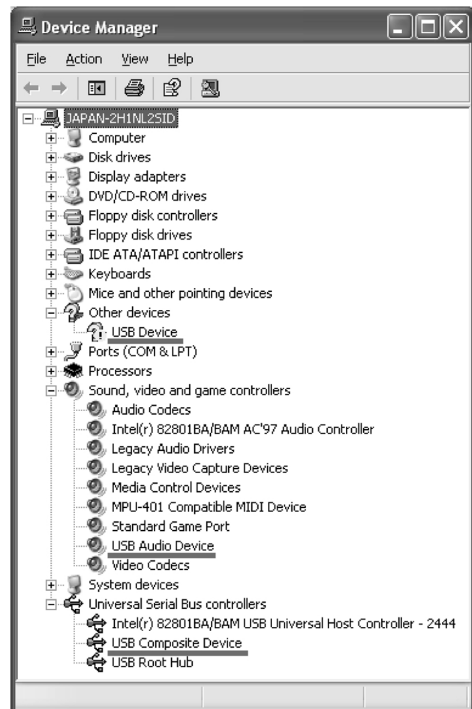 Device Manager
File Action View Help
JAPAN-2H1NL2SID
Computer
Disk drives
Display adapters
DVD/CD-ROM drives
Floppy disk controllers
Floppy disk drives
IDE ATA/ATAPI controllers
Keyboards
Mice and other pointing devices
Other devices
USB Device
Ports (COM & LPT)
Processors
Sound, video and game controllers
Audio Codecs
Intel(r) 82801BA/BAM AC'97 Audio Controller
Legacy Audio Drivers
Legacy Video Capture Devices
Media Control Devices
MPU-401 Compatible MIDI Device
Standard Game Port
USB Audio Device
Video Codecs
System devices
Universal Serial Bus controllers
Intel(r) 82801BA/BAM USB Universal Host Controller - 2444
USB Composite Device
USB Root Hub